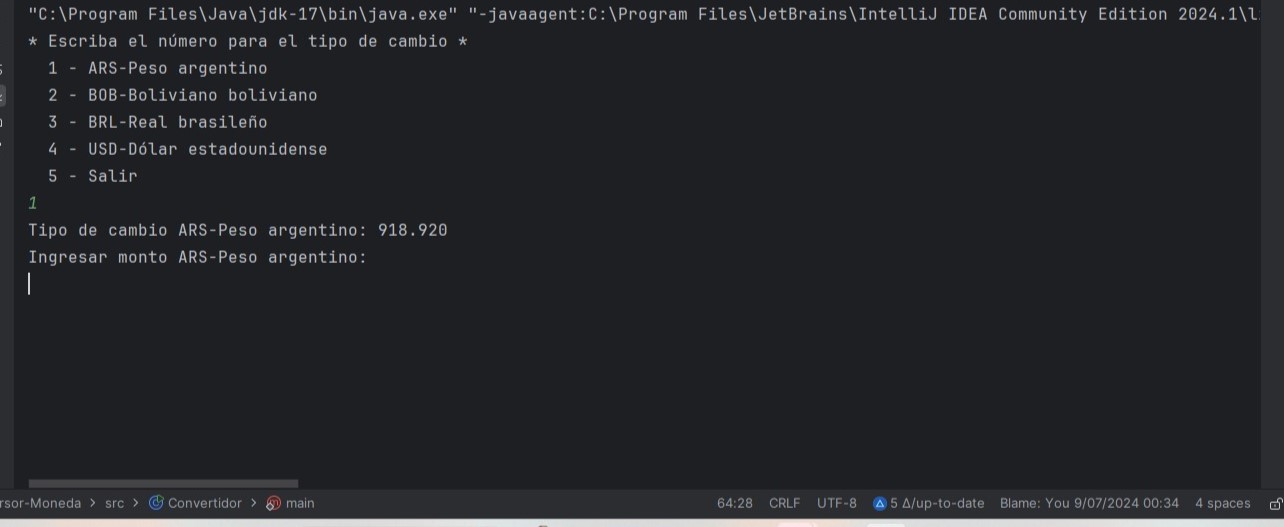 "C:\Program Files\Java\jdk-17\bin\java.exe" "-javaagent:C:\Program Files\JetBrains\IntelliJ IDEA Community Edition 2024.1\l
* Escriba el número para el tipo de cambio *
1 - ARS-Peso argentino
2 - BOB-Boliviano boliviano
3 - BRL-Real brasileño
4 - USD-Dólar estadounidense
5 - Salir
1
Tipo de cambio ARS-Peso argentino: 918.920
Ingresar monto ARS-Peso argentino:
rsor-Moneda > src > Convertidor > main 64:28 CRLF UTF-8 5 Δ/up-to-date Blame: You 9/07/2024 00:34 4 spaces